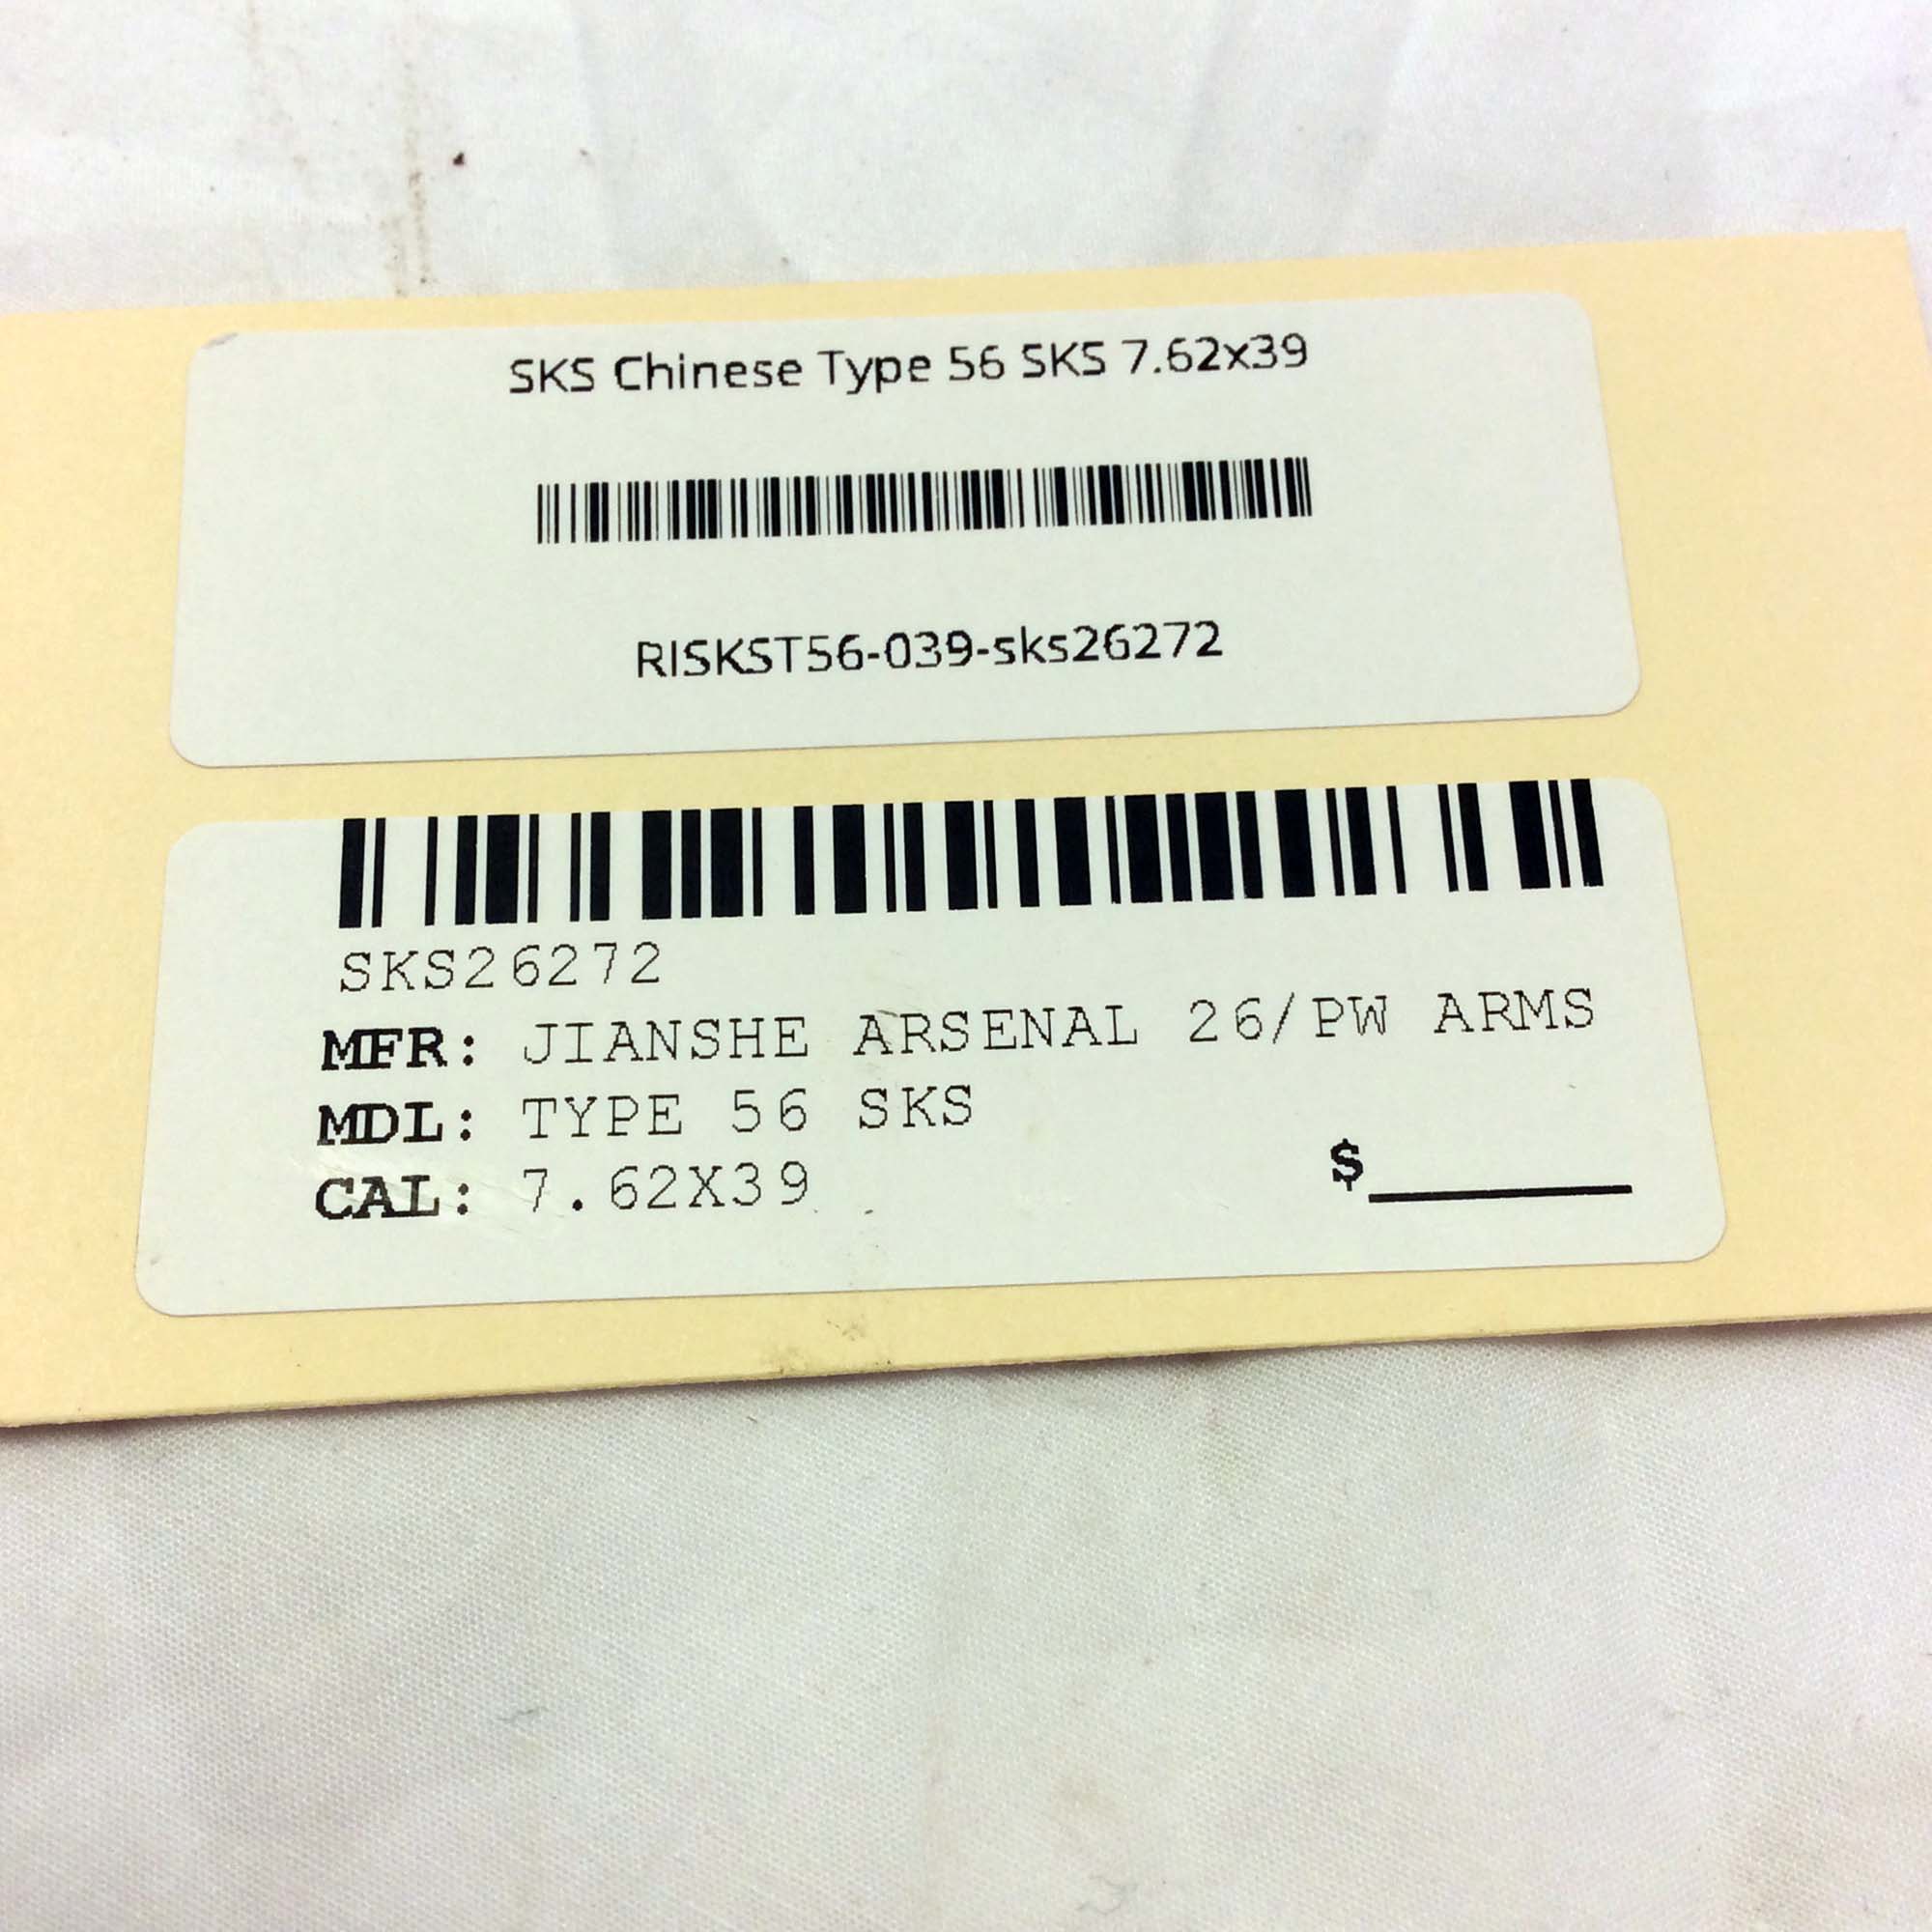 SKS Chinese Type 56 SKS 7.62x39
RISKST56-039-sks26272
SKS26272
MFR: JIANSHE ARSENAL 26/PW ARMS
MDL: TYPE 56 SKS
CAL: 7.62X39
$______